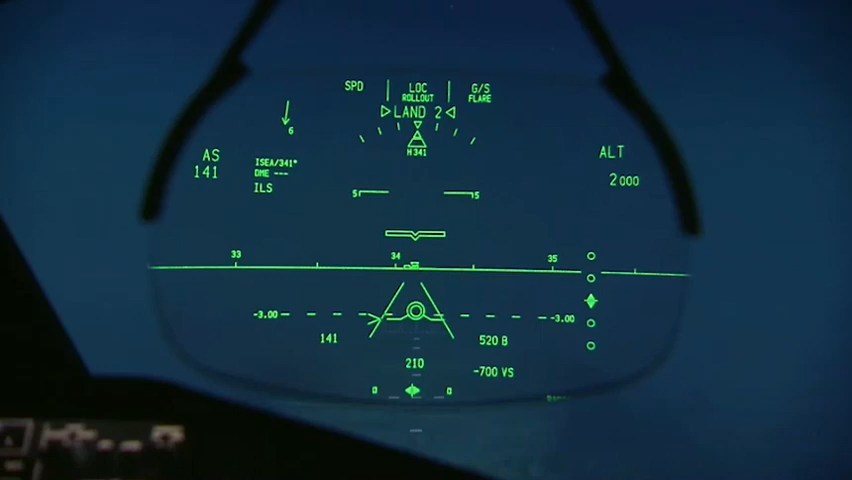 SPD LOC G/S
ROLLOUT FLARE
LAND 2
6
H 341
AS
141
ISEA/341*
DME ---
ILS
ALT
2000
5 5
33 34 35
-3.00 -3.00
141 520 B
210
-700 VS
0 0